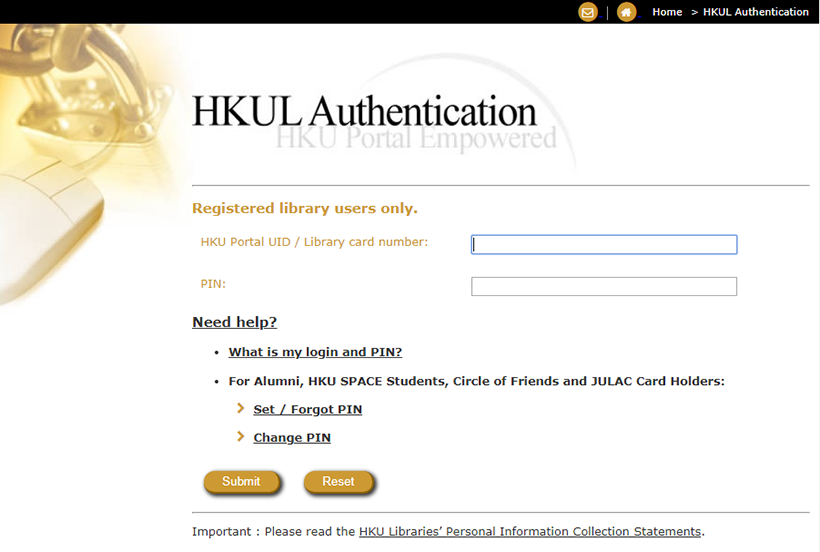 Home > HKUL Authentication
HKUL Authentication
HKU Portal Empowered
Registered library users only.
HKU Portal UID / Library card number:
PIN:
Need help?
• What is my login and PIN?
• For Alumni, HKU SPACE Students, Circle of Friends and JULAC Card Holders:
Set / Forgot PIN
Change PIN
Submit Reset
Important : Please read the HKU Libraries’ Personal Information Collection Statements.